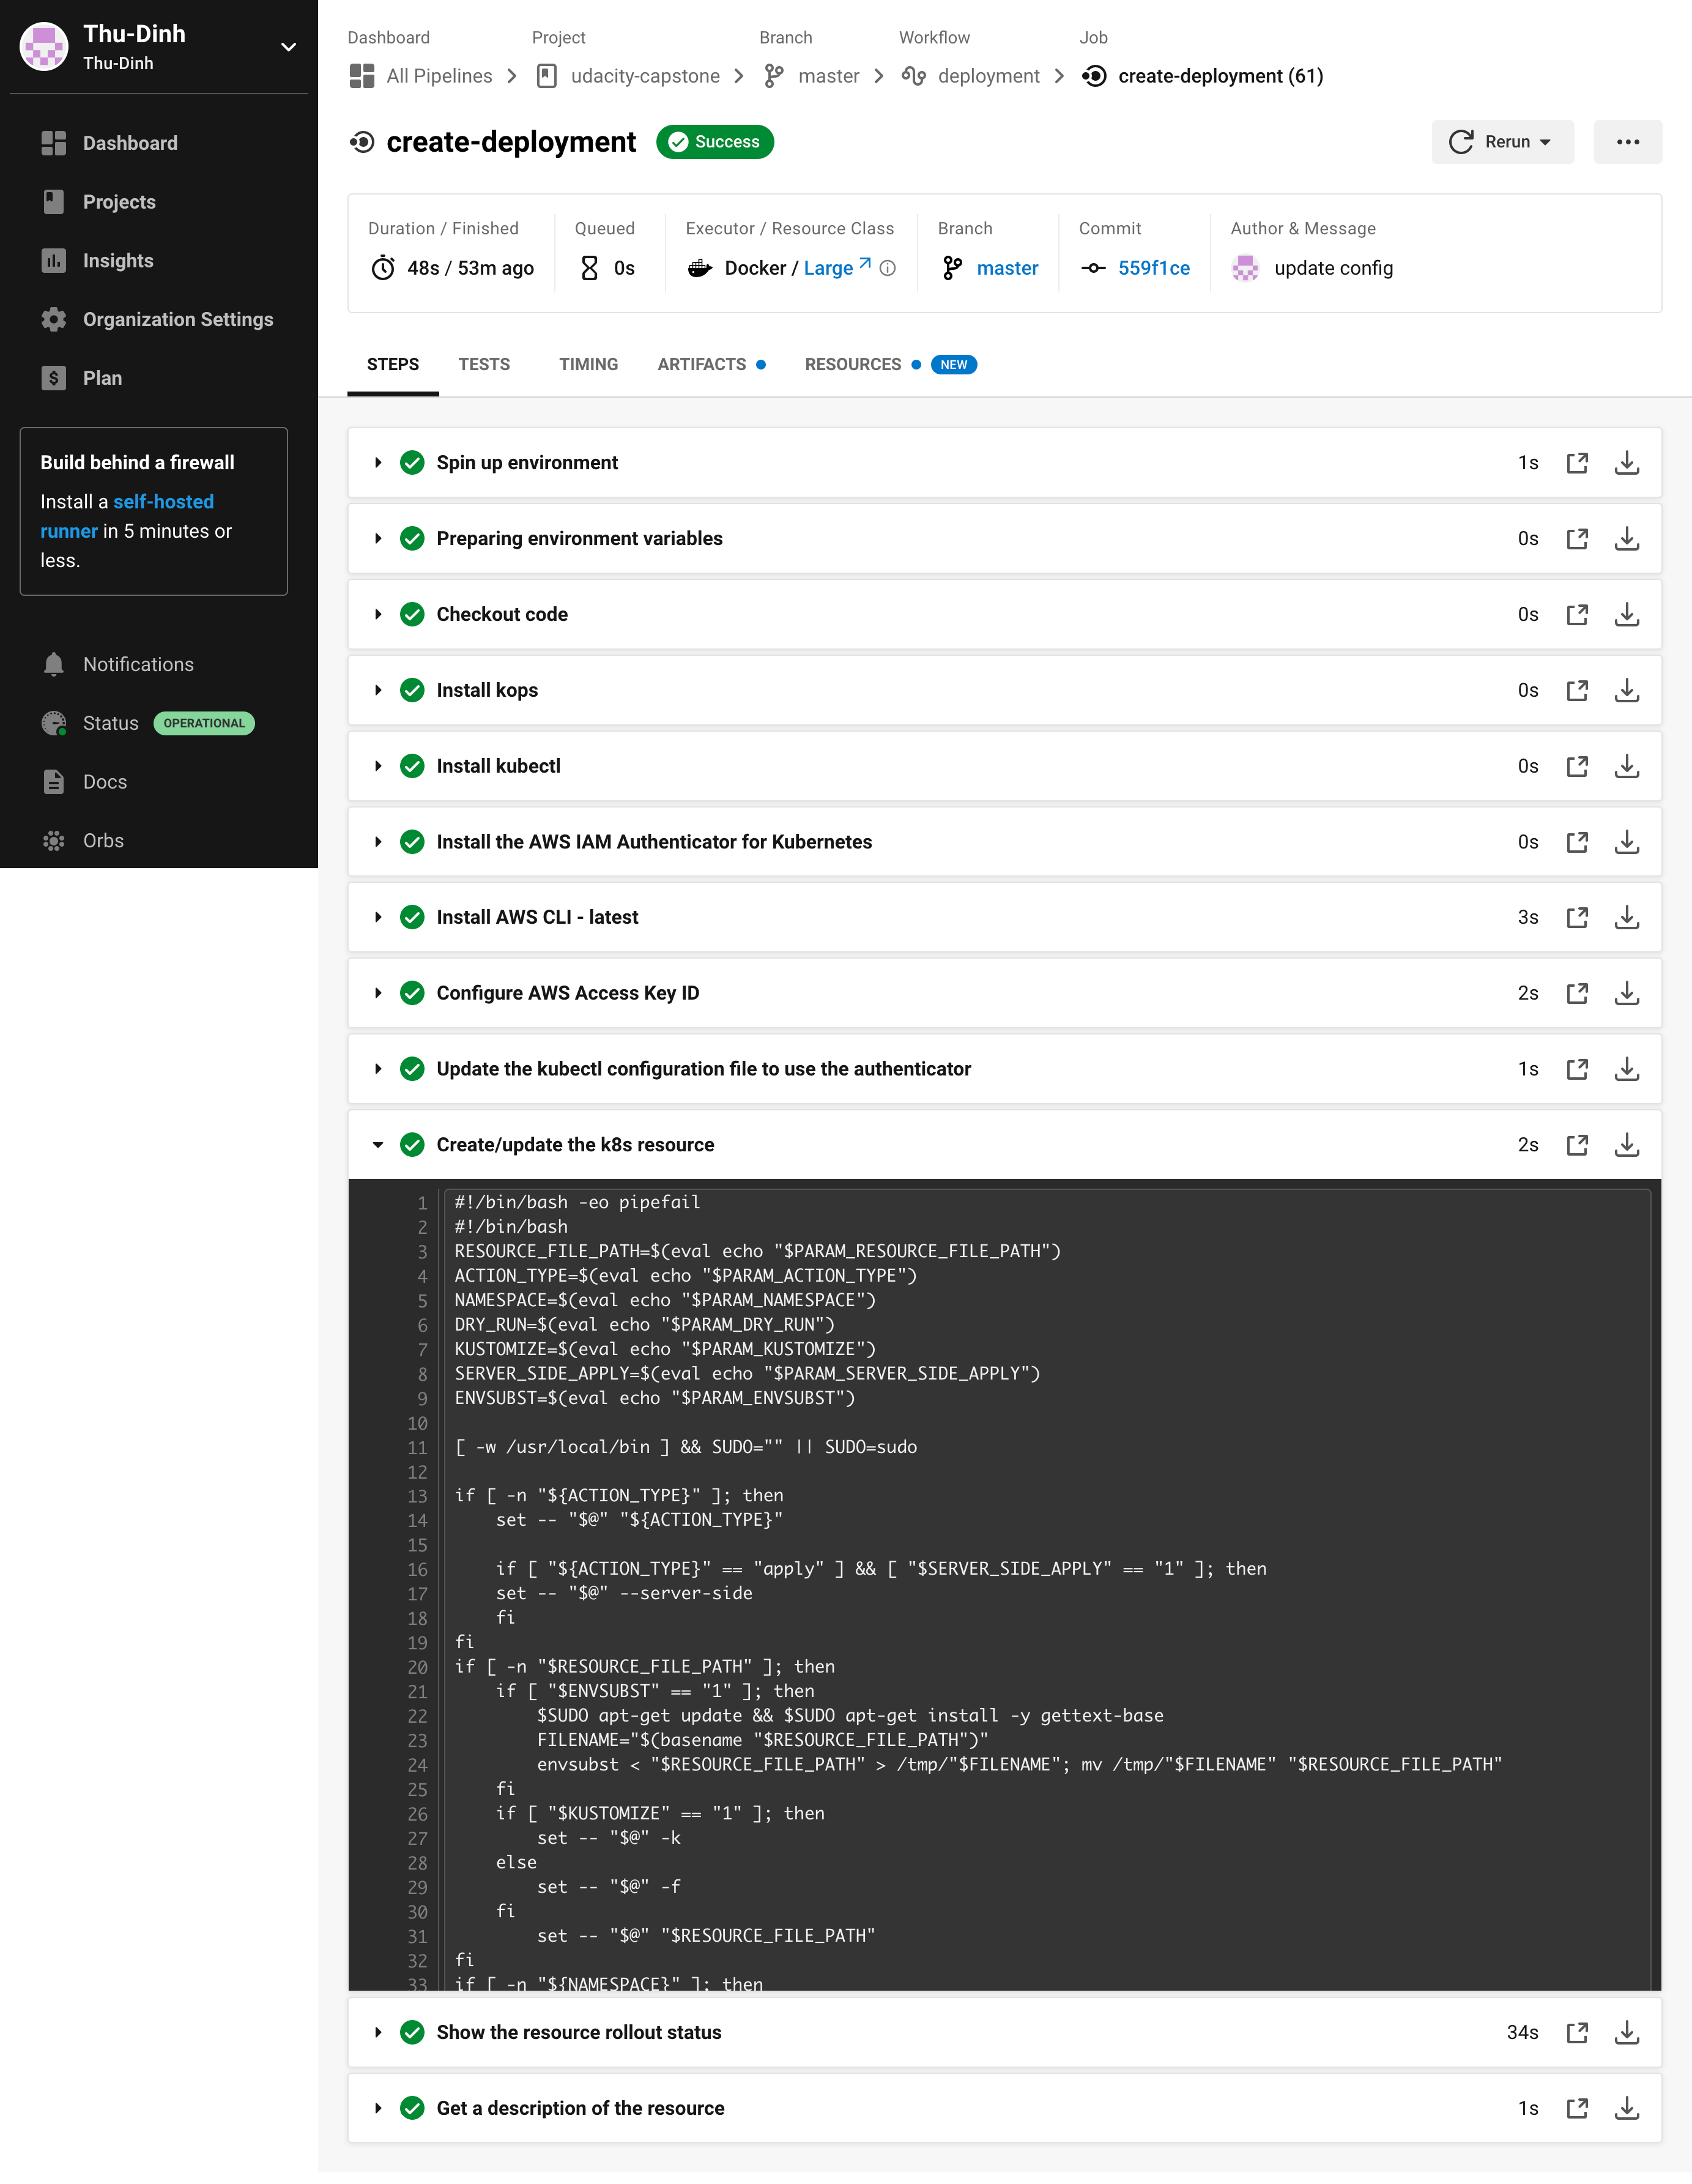 Thu-Dinh
Thu-Dinh
Dashboard
Projects
Insights
Organization Settings
Plan
Build behind a firewall
Install a self-hosted
runner in 5 minutes or
less.
Notifications
Status OPERATIONAL
Docs
Orbs
Dashboard Project Branch Workflow Job
All Pipelines udacity-capstone master deployment create-deployment (61)
create-deployment Success Rerun
Duration / Finished Queued Executor / Resource Class Branch Commit Author & Message
48s / 53m ago 0s Docker / Large master 559f1ce update config
STEPS TESTS TIMING ARTIFACTS RESOURCES NEW
Spin up environment 1s
Preparing environment variables 0s
Checkout code 0s
Install kops 0s
Install kubectl 0s
Install the AWS IAM Authenticator for Kubernetes 0s
Install AWS CLI - latest 3s
Configure AWS Access Key ID 2s
Update the kubectl configuration file to use the authenticator 1s
Create/update the k8s resource 2s
1 #!/bin/bash -eo pipefail
2 #!/bin/bash
3 RESOURCE_FILE_PATH=$(eval echo "$PARAM_RESOURCE_FILE_PATH")
4 ACTION_TYPE=$(eval echo "$PARAM_ACTION_TYPE")
5 NAMESPACE=$(eval echo "$PARAM_NAMESPACE")
6 DRY_RUN=$(eval echo "$PARAM_DRY_RUN")
7 KUSTOMIZE=$(eval echo "$PARAM_KUSTOMIZE")
8 SERVER_SIDE_APPLY=$(eval echo "$PARAM_SERVER_SIDE_APPLY")
9 ENVSUBST=$(eval echo "$PARAM_ENVSUBST")
10
11 [ -w /usr/local/bin ] && SUDO="" || SUDO=sudo
12
13 if [ -n "${ACTION_TYPE}" ]; then
14     set -- "$@" "${ACTION_TYPE}"
15
16     if [ "${ACTION_TYPE}" == "apply" ] && [ "$SERVER_SIDE_APPLY" == "1" ]; then
17     set -- "$@" --server-side
18     fi
19 fi
20 if [ -n "$RESOURCE_FILE_PATH" ]; then
21     if [ "$ENVSUBST" == "1" ]; then
22         $SUDO apt-get update && $SUDO apt-get install -y gettext-base
23         FILENAME="$(basename "$RESOURCE_FILE_PATH")"
24         envsubst < "$RESOURCE_FILE_PATH" > /tmp/"$FILENAME"; mv /tmp/"$FILENAME" "$RESOURCE_FILE_PATH"
25     fi
26     if [ "$KUSTOMIZE" == "1" ]; then
27         set -- "$@" -k
28     else
29         set -- "$@" -f
30     fi
31         set -- "$@" "$RESOURCE_FILE_PATH"
32 fi
33 if [ -n "${NAMESPACE}" ]; then
Show the resource rollout status 34s
Get a description of the resource 1s